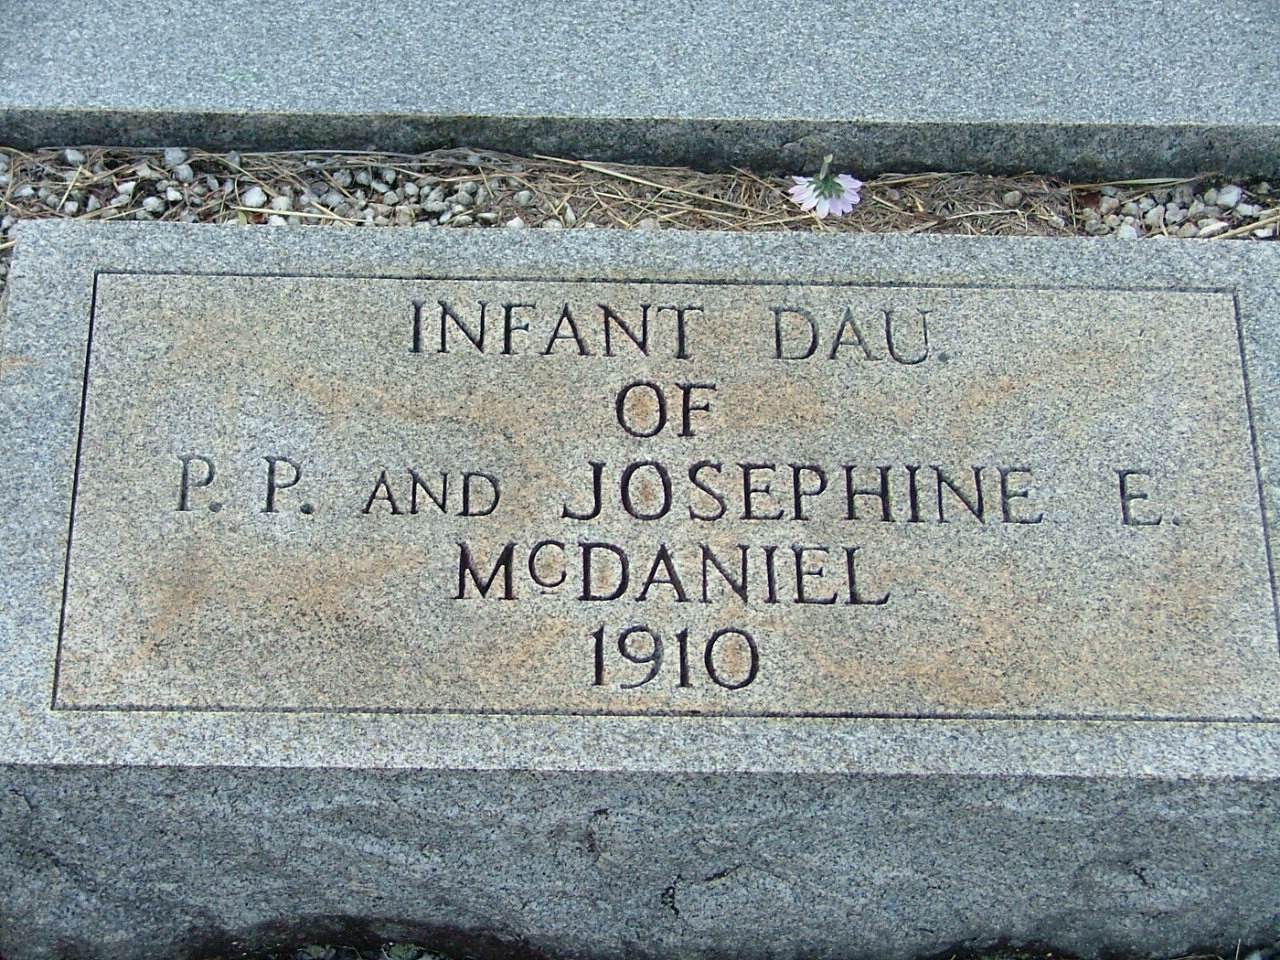 INFANT DAU.
OF
P. P. AND JOSEPHINE E.
MCDANIEL
1910